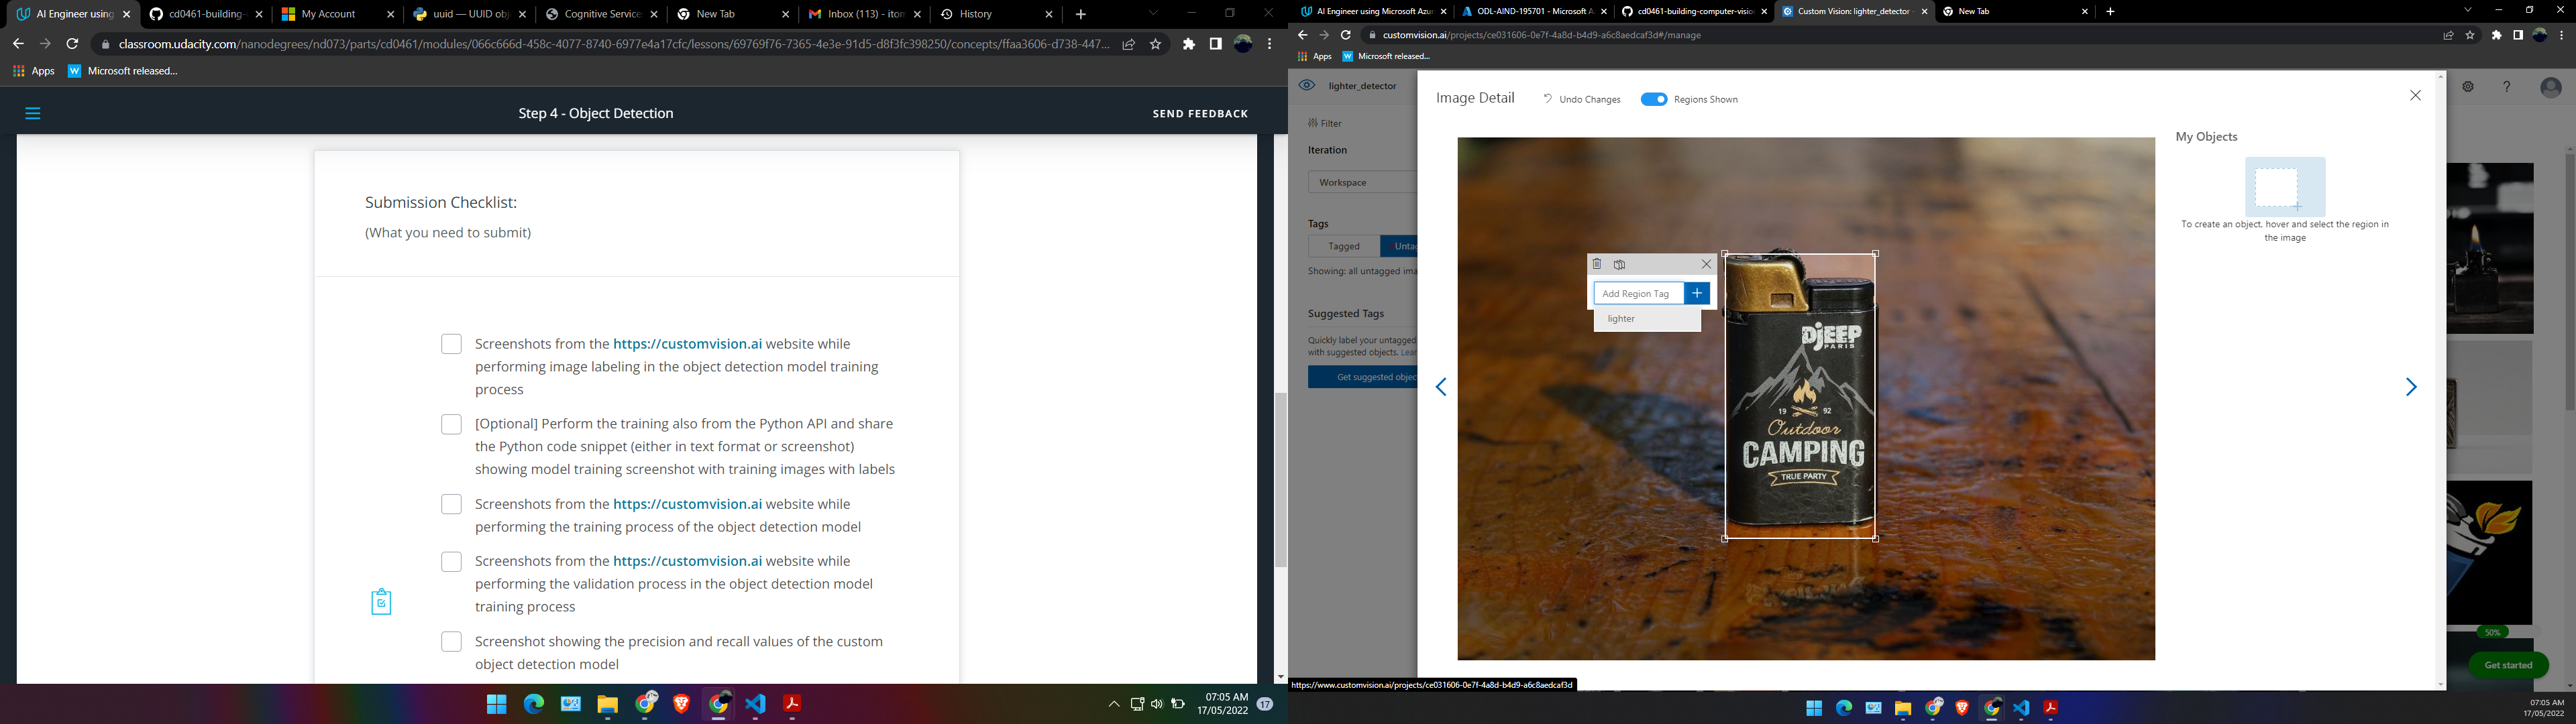 AI Engineer using
cd0461-building-
My Account
uuid — UUID obj
Cognitive Service
New Tab
Inbox (113) - itom
History
classroom.udacity.com/nanodegrees/nd073/parts/cd0461/modules/066c666d-458c-4077-8740-6977e4a17cfc/lessons/69769f76-7365-4e3e-91d5-d8f3fc398250/concepts/ffaa3606-d738-447...
Apps
Microsoft released...
Step 4 - Object Detection
SEND FEEDBACK
Submission Checklist:
(What you need to submit)
Screenshots from the https://customvision.ai website while
performing image labeling in the object detection model training
process
[Optional] Perform the training also from the Python API and share
the Python code snippet (either in text format or screenshot)
showing model training screenshot with training images with labels
Screenshots from the https://customvision.ai website while
performing the training process of the object detection model
Screenshots from the https://customvision.ai website while
performing the validation process in the object detection model
training process
Screenshot showing the precision and recall values of the custom
object detection model
07:05 AM
17/05/2022
17
AI Engineer using Microsoft Azur
ODL-AIND-195701 - Microsoft A
cd0461-building-computer-visio
Custom Vision: lighter_detector -
New Tab
customvision.ai/projects/ce031606-0e7f-4a8d-b4d9-a6c8aedcaf3d#/manage
Apps
Microsoft released...
lighter_detector
Filter
Iteration
Workspace
Tags
Tagged
Untag
Showing: all untagged ima
Suggested Tags
Quickly label your untagged
with suggested objects. Lear
Get suggested objec
Image Detail
Undo Changes
Regions Shown
Add Region Tag
lighter
DJEEP
PARIS
19 92
Outdoor
CAMPING
TRUE PARTY
My Objects
To create an object, hover and select the region in
the image
50%
Get started
https://www.customvision.ai/projects/ce031606-0e7f-4a8d-b4d9-a6c8aedcaf3d
07:05 AM
17/05/2022